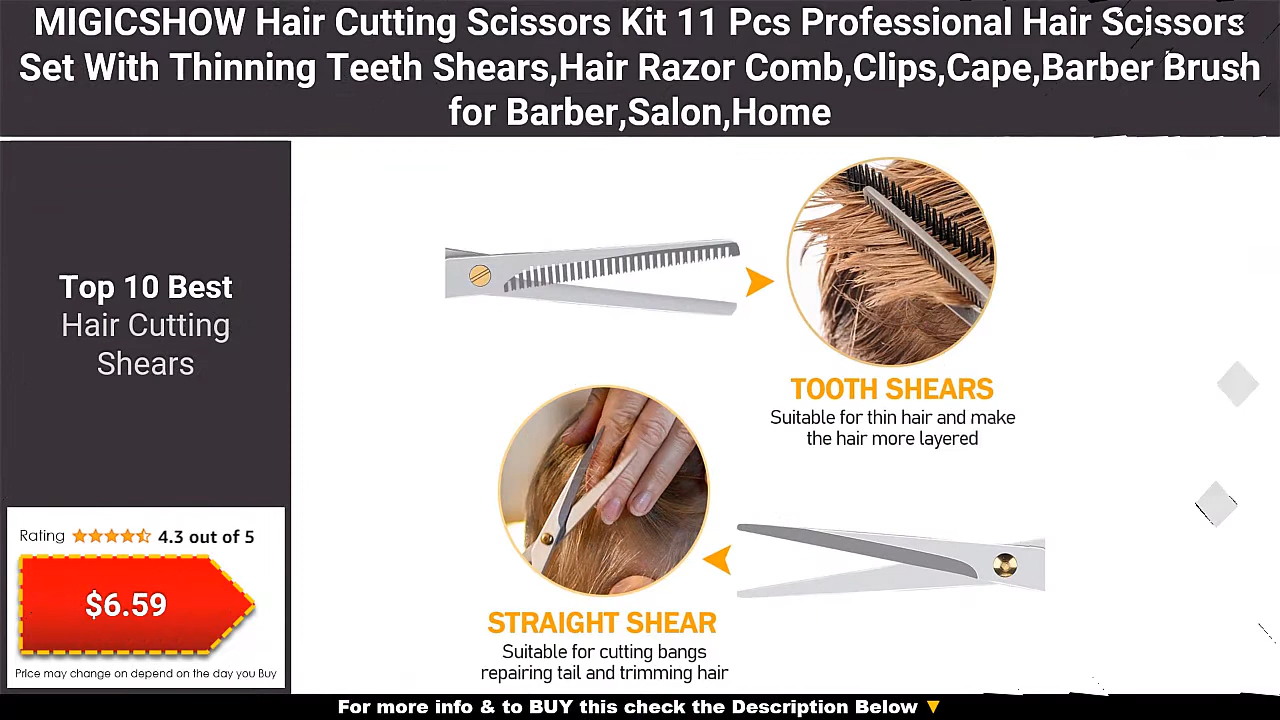 MIGICSHOW Hair Cutting Scissors Kit 11 Pcs Professional Hair Scissors
Set With Thinning Teeth Shears,Hair Razor Comb,Clips,Cape,Barber Brush
for Barber,Salon,Home
Top 10 Best
Hair Cutting
Shears
TOOTH SHEARS
Suitable for thin hair and make
the hair more layered
STRAIGHT SHEAR
Suitable for cutting bangs
repairing tail and trimming hair
Rating 4.3 out of 5
$6.59
Price may change on depend on the day you Buy
For more info & to BUY this check the Description Below ▼